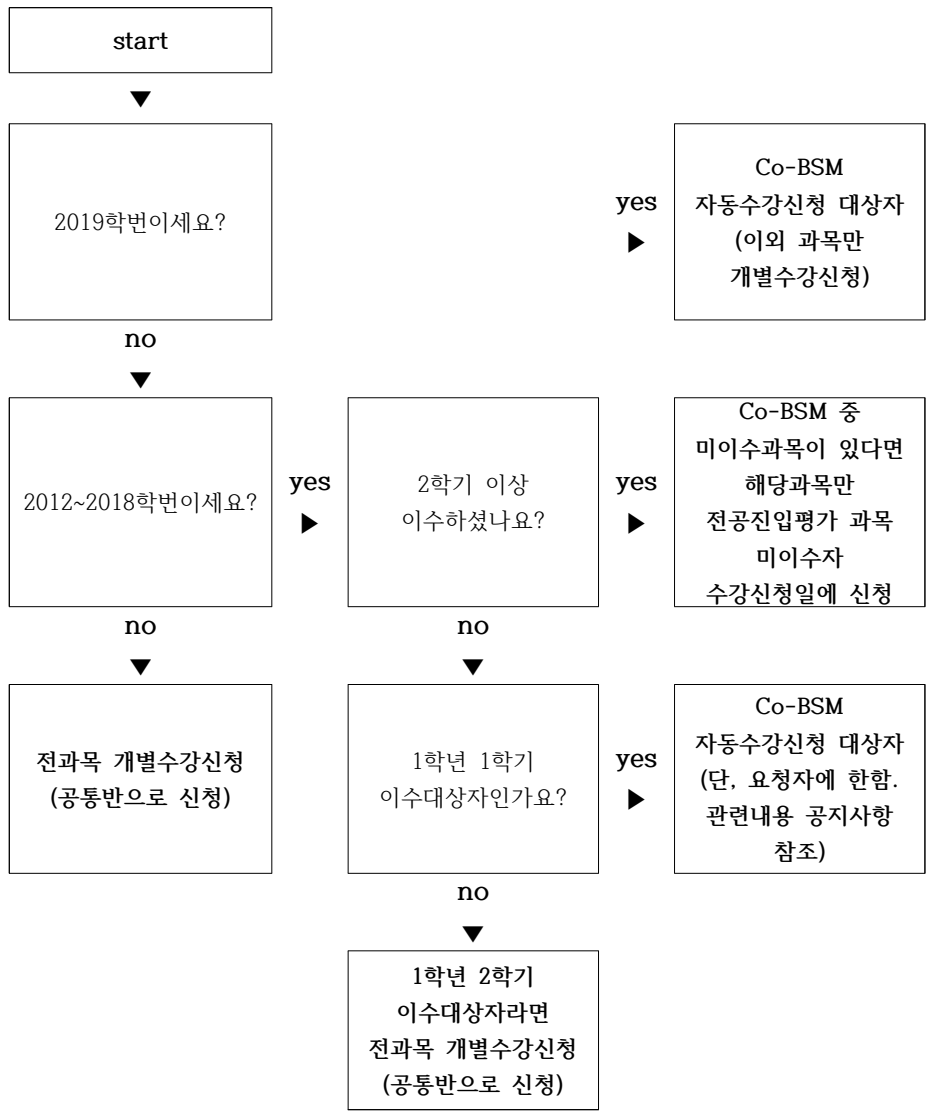 start
▼
2019학번이세요?
yes
▶
Co-BSM
자동수강신청 대상자
(이외 과목만
개별수강신청)
no
▼
2012~2018학번이세요?
yes
▶
2학기 이상
이수하셨나요?
yes
▶
Co-BSM 중
미이수과목이 있다면
해당과목만
전공진입평가 과목
미이수자
수강신청일에 신청
no
▼
no
▼
전과목 개별수강신청
(공통반으로 신청)
1학년 1학기
이수대상자인가요?
yes
▶
Co-BSM
자동수강신청 대상자
(단, 요청자에 한함.
관련내용 공지사항
참조)
no
▼
1학년 2학기
이수대상자라면
전과목 개별수강신청
(공통반으로 신청)